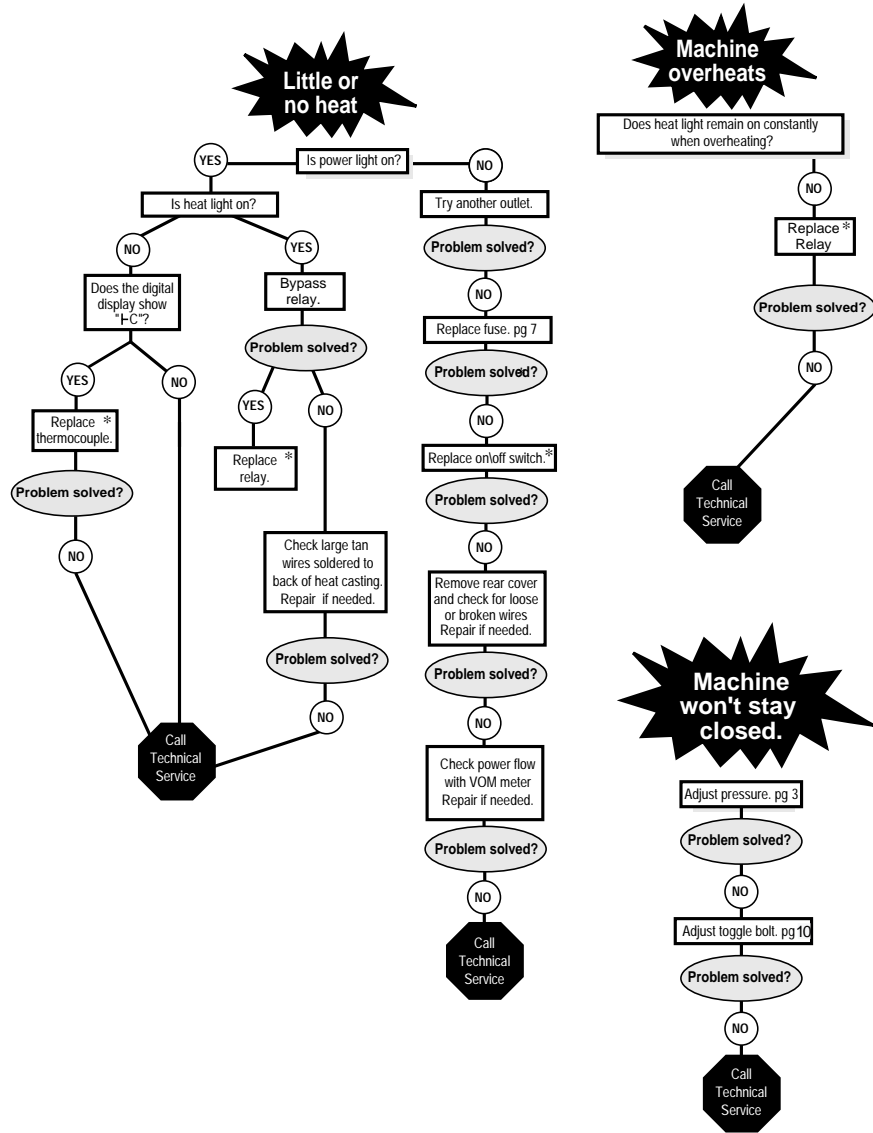 Little or
no heat
Is power light on?
YES
NO
Is heat light on?
NO
YES
Does the digital
display show
"⊦C"?
YES
NO
Replace *
thermocouple.
Problem solved?
NO
Bypass
relay.
Problem solved?
YES
NO
Replace *
relay.
Check large tan
wires soldered to
back of heat casting.
Repair if needed.
Problem solved?
NO
Call
Technical
Service
Try another outlet.
Problem solved?
NO
Replace fuse. pg 7
Problem solved?
NO
Replace on\off switch.*
Problem solved?
NO
Remove rear cover
and check for loose
or broken wires
Repair if needed.
Problem solved?
NO
Check power flow
with VOM meter
Repair if needed.
Problem solved?
NO
Call
Technical
Service
Machine
overheats
Does heat light remain on constantly
when overheating?
NO
Replace *
Relay
Problem solved?
NO
Call
Technical
Service
Machine
won't stay
closed.
Adjust pressure. pg 3
Problem solved?
NO
Adjust toggle bolt. pg 10
Problem solved?
NO
Call
Technical
Service